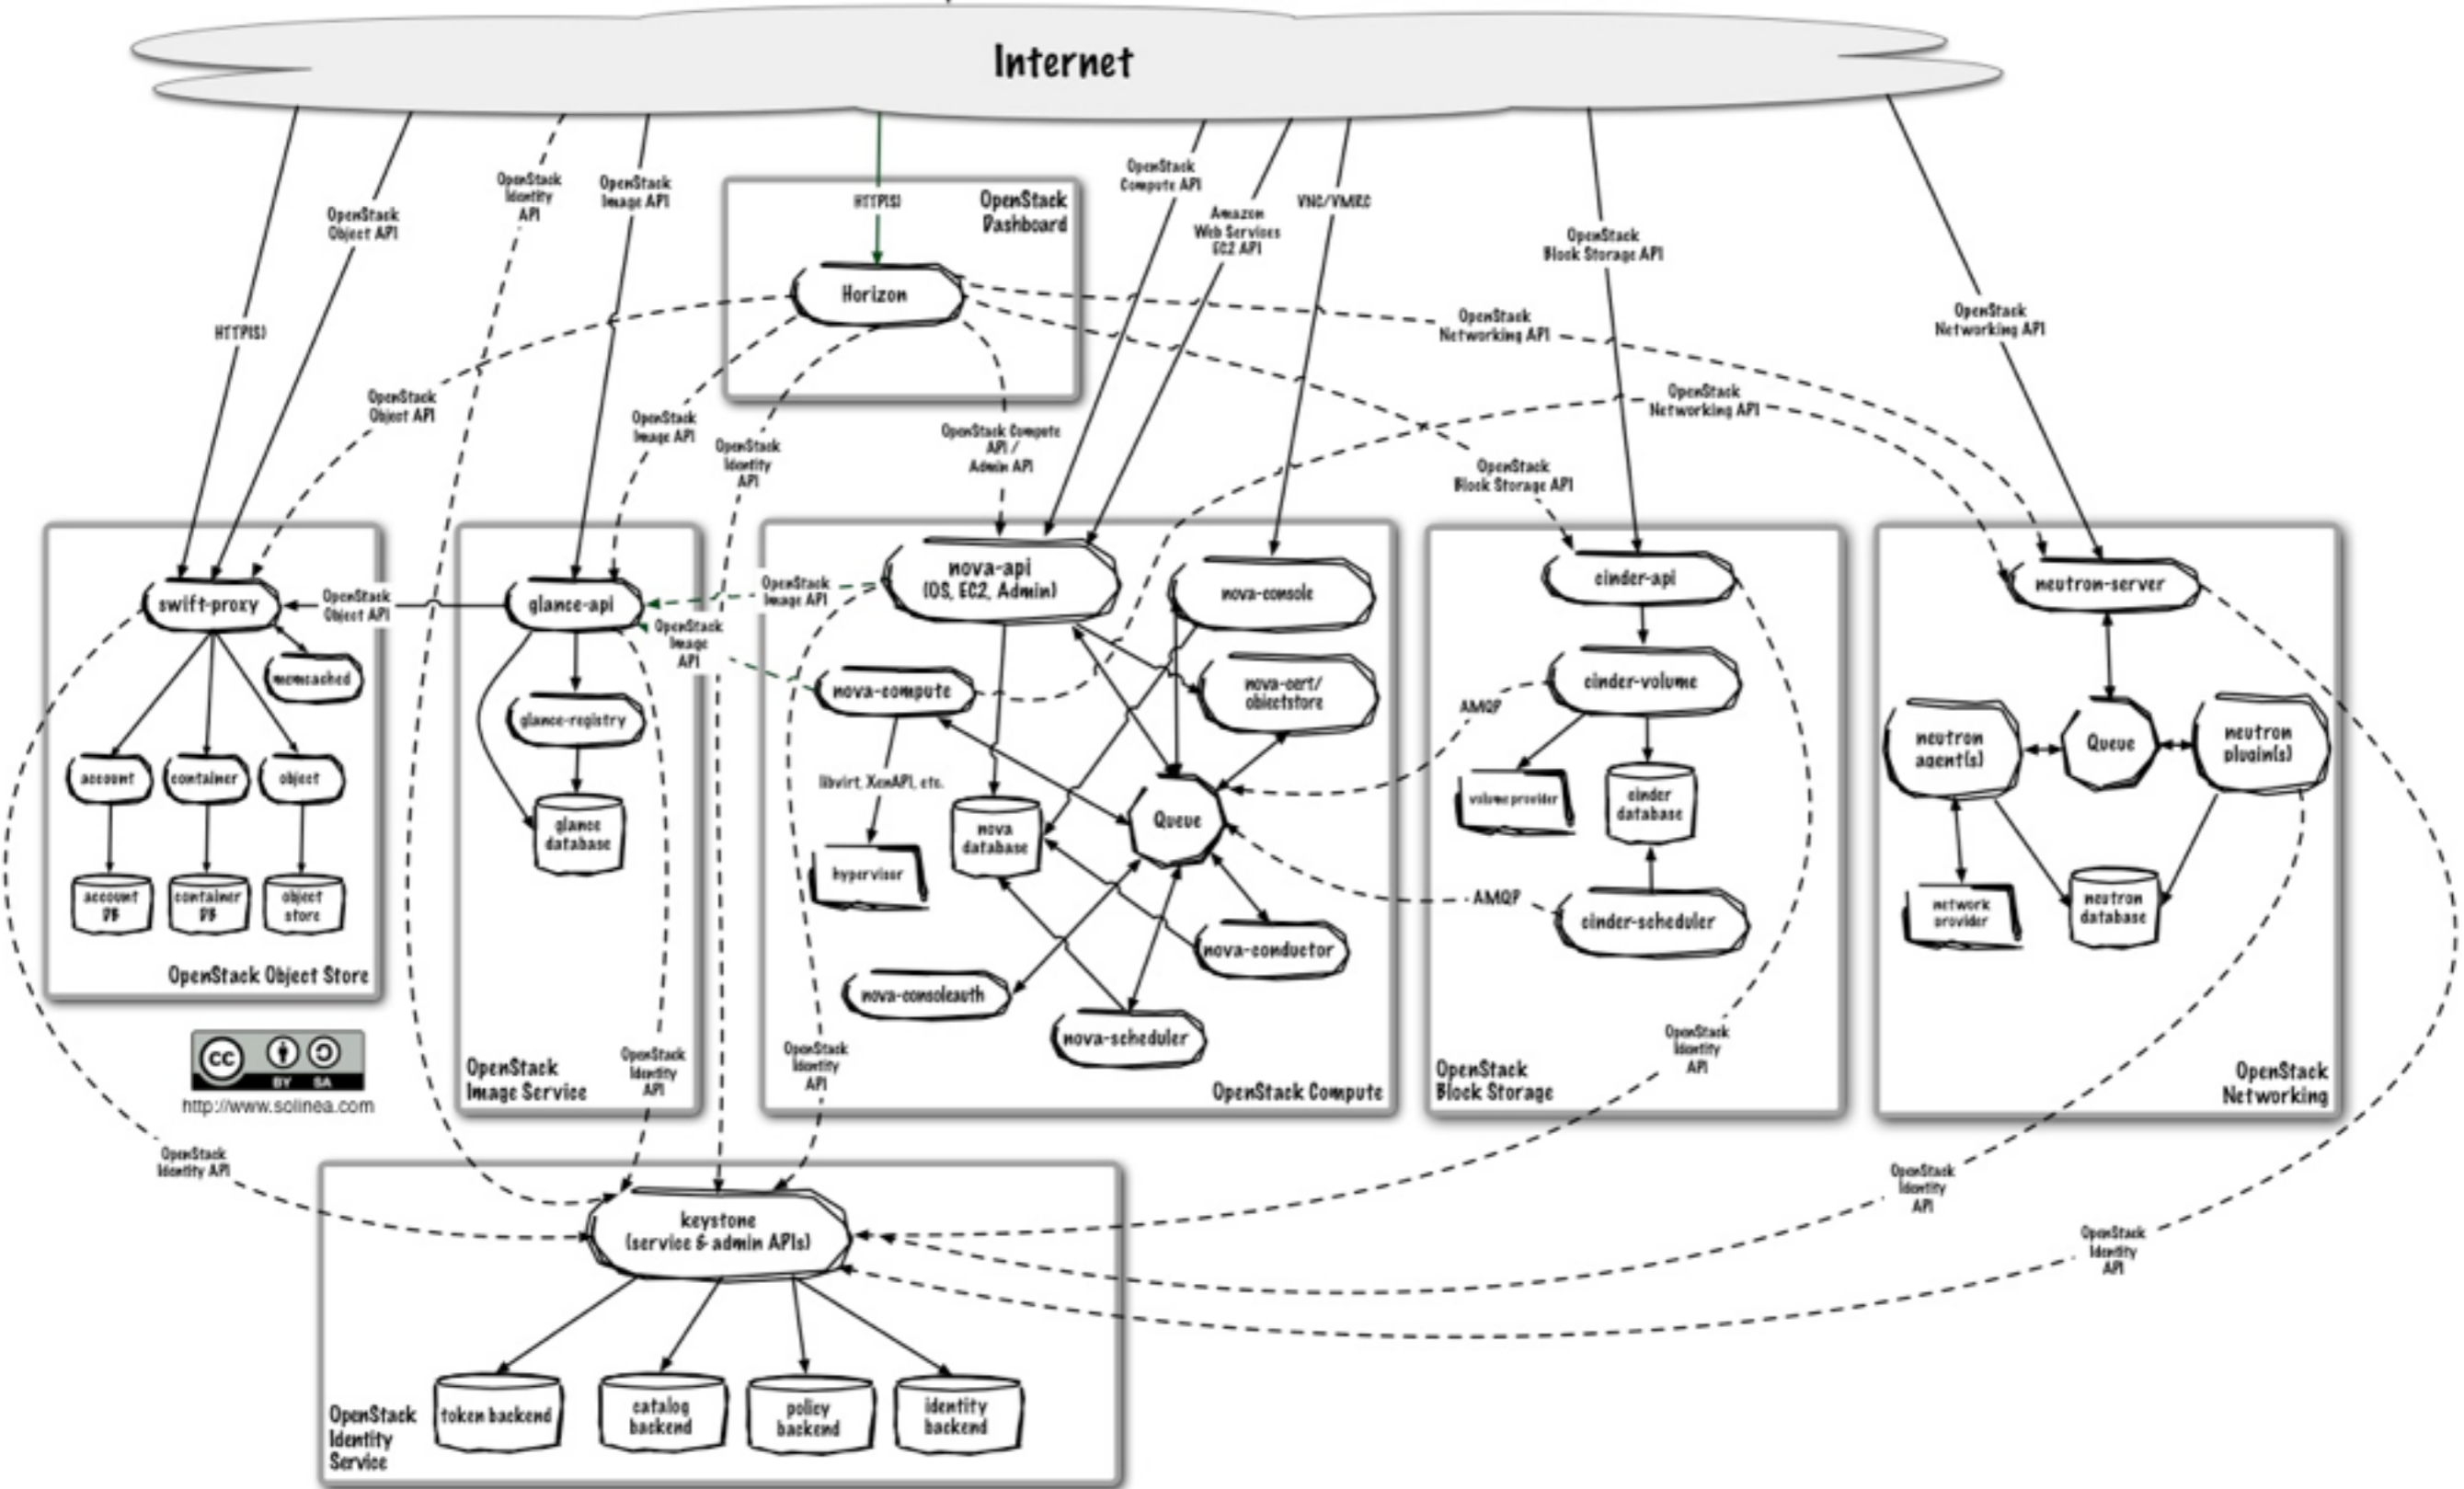 Internet
HTTP(S)
OpenStack
Object API
OpenStack
Identity
API
OpenStack
Image API
HTTP(S)
OpenStack
Dashboard
Horizon
OpenStack
Compute API
Amazon
Web Services
EC2 API
VNC/VMRC
OpenStack
Block Storage API
OpenStack
Networking API
OpenStack
Networking API
OpenStack
Networking API
OpenStack
Object API
OpenStack
Image API
OpenStack
Identity
API
OpenStack Compute
API /
Admin API
OpenStack
Block Storage API
swift-proxy
OpenStack
Object API
memcached
account
container
object
account
DB
container
DB
object
store
OpenStack Object Store
glance-api
glance-registry
glance
database
OpenStack
Identity
API
OpenStack
Image Service
OpenStack
Image API
OpenStack
Image
API
nova-api
(OS, EC2, Admin)
nova-console
nova-compute
nova-cert/
objectstore
libvirt, XenAPI, etc.
hypervisor
nova
database
Queue
nova-conductor
nova-consoleauth
nova-scheduler
OpenStack
Identity
API
OpenStack Compute
cinder-api
cinder-volume
AMQP
volume provider
cinder
database
AMQP
cinder-scheduler
OpenStack
Identity
API
OpenStack
Block Storage
neutron-server
neutron
agent(s)
Queue
neutron
plugin(s)
network
provider
neutron
database
OpenStack
Networking
cc
BY SA
http://www.solinea.com
OpenStack
Identity API
OpenStack
Identity
API
OpenStack
Identity
API
keystone
(service & admin APIs)
token backend
catalog
backend
policy
backend
identity
backend
OpenStack
Identity
Service